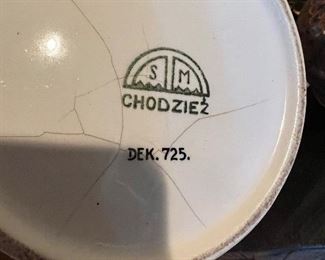 S M
CHODZIEŻ
DEK. 725.